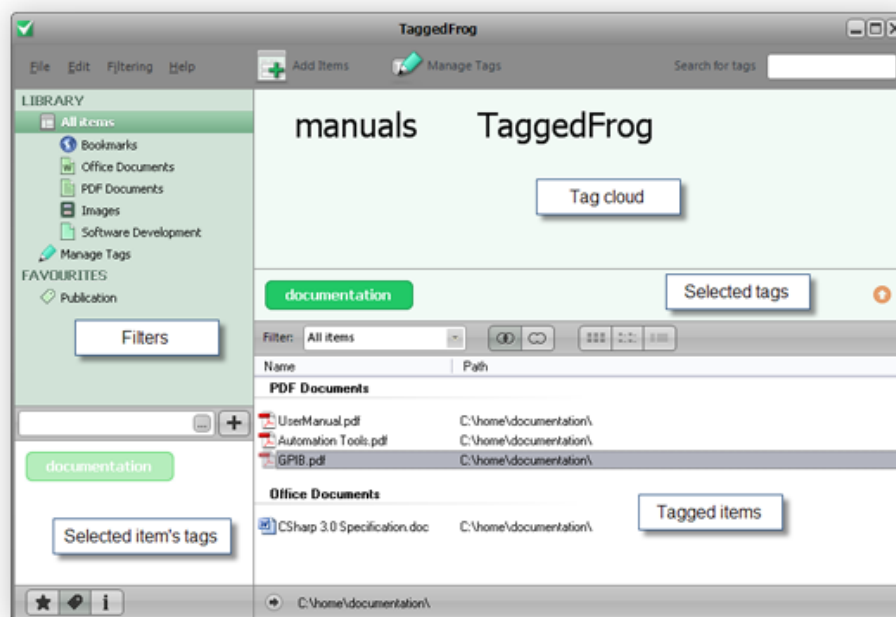 TaggedFrog
File Edit Filtering Help
Add Items
Manage Tags
Search for tags
LIBRARY
All items
Bookmarks
Office Documents
PDF Documents
Images
Software Development
Manage Tags
FAVOURITES
Publication
Filters
manuals TaggedFrog
Tag cloud
documentation
Selected tags
Filter: All items
Name Path
PDF Documents
UserManual.pdf C:\home\documentation\
Automation Tools.pdf C:\home\documentation\
GPIB.pdf C:\home\documentation\
Office Documents
CSharp 3.0 Specification.doc C:\home\documentation\
Tagged items
...
documentation
Selected item's tags
C:\home\documentation\